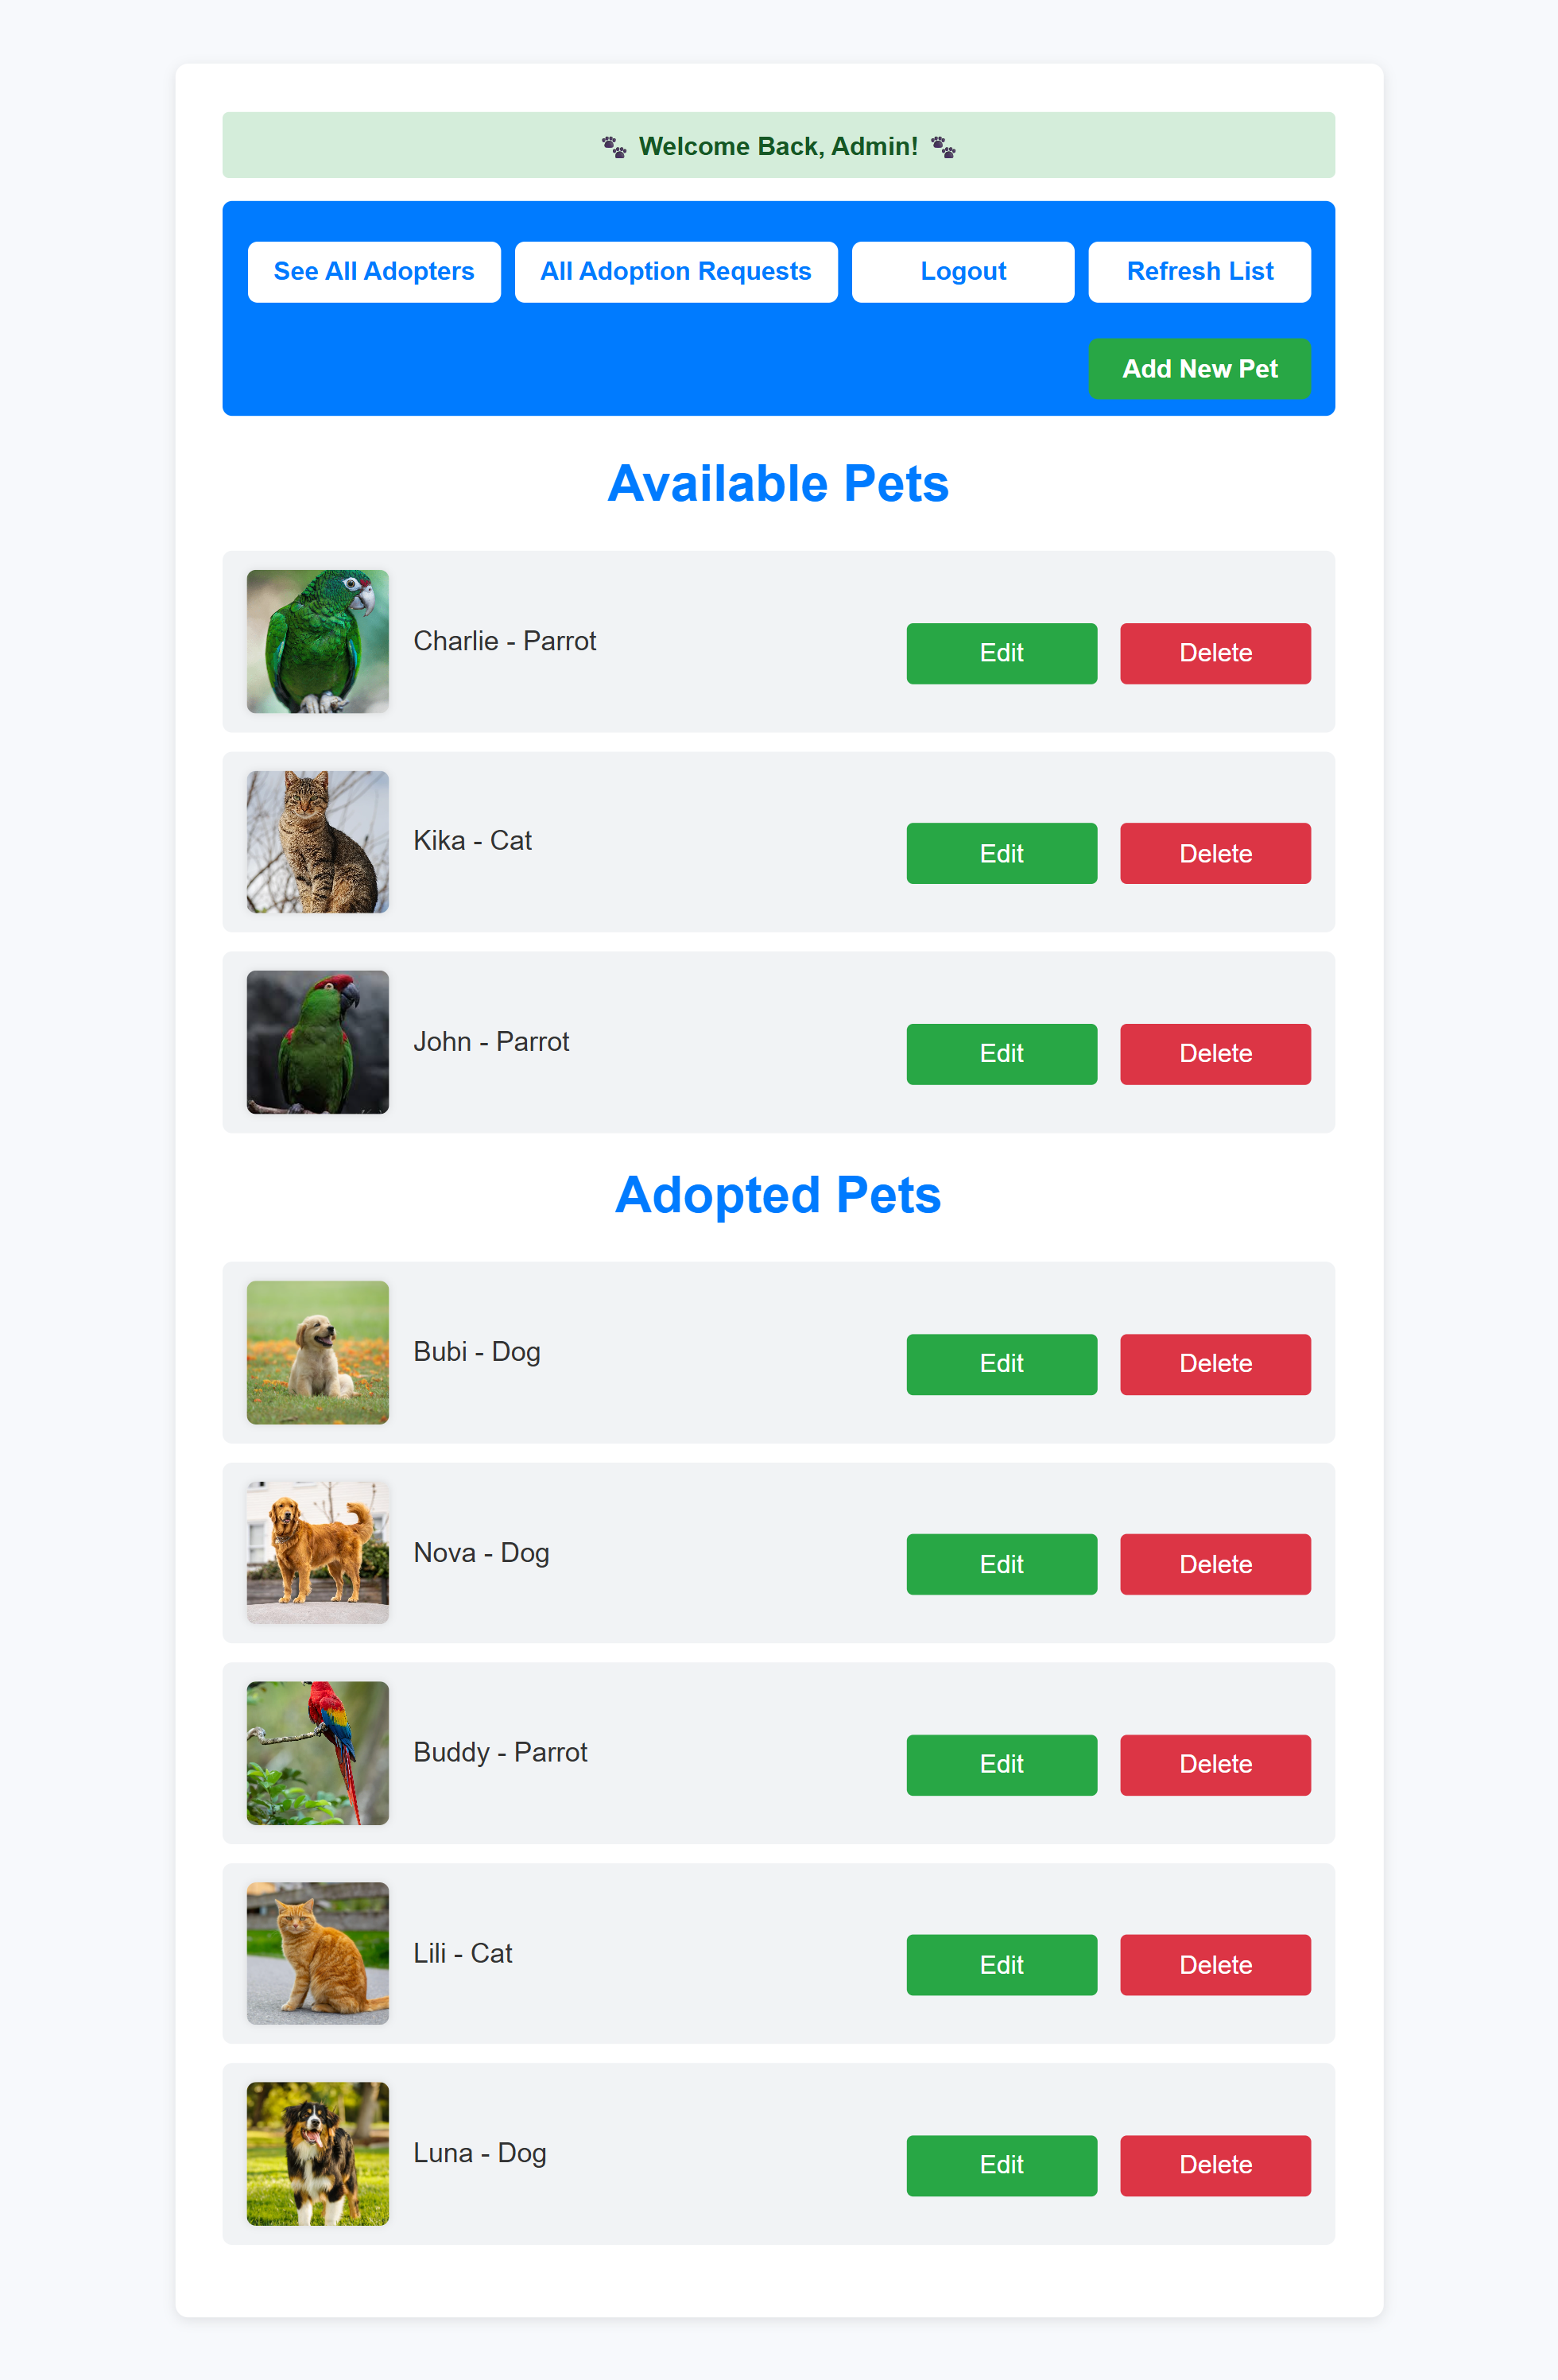 🐾 Welcome Back, Admin! 🐾
See All Adopters All Adoption Requests Logout Refresh List
Add New Pet
Available Pets
Charlie - Parrot Edit Delete
Kika - Cat Edit Delete
John - Parrot Edit Delete
Adopted Pets
Bubi - Dog Edit Delete
Nova - Dog Edit Delete
Buddy - Parrot Edit Delete
Lili - Cat Edit Delete
Luna - Dog Edit Delete